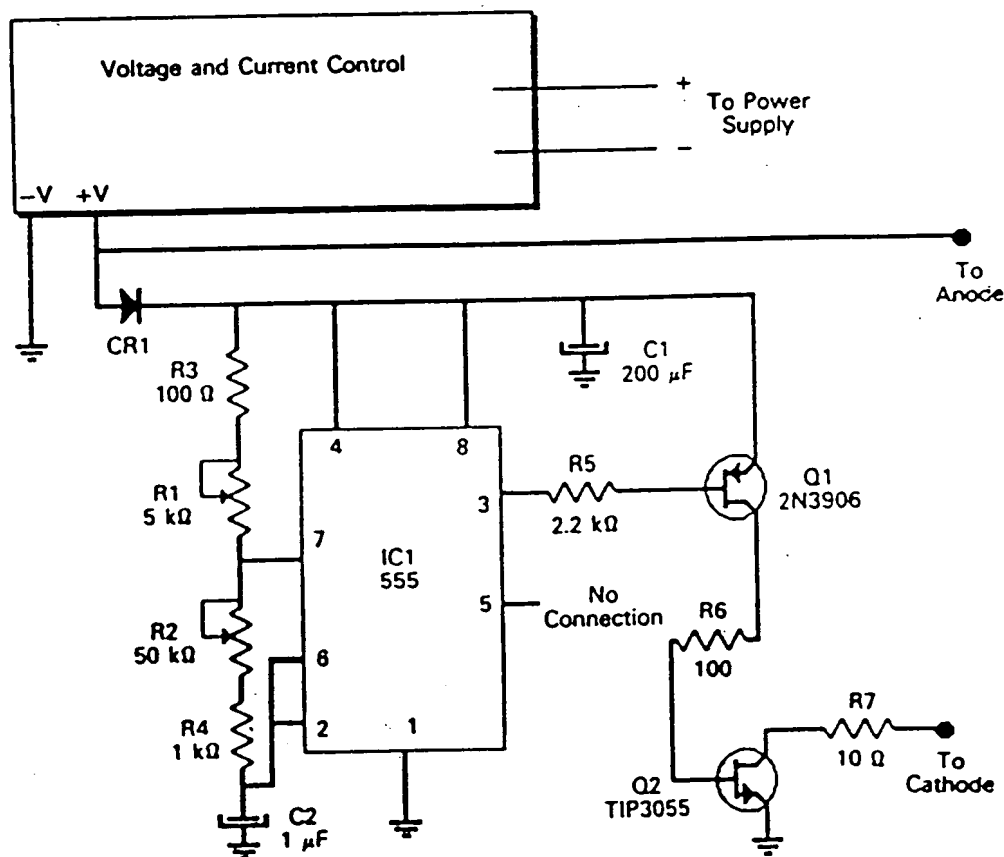 Voltage and Current Control
+
To Power
Supply
−
−V +V
To
Anode
CR1
R3
100 Ω
C1
200 μF
4
8
R1
5 kΩ
R5
2.2 kΩ
3
Q1
2N3906
7
IC1
555
5
No
Connection
R2
50 kΩ
6
R6
100
R4
1 kΩ
2
1
R7
10 Ω
To
Cathode
Q2
TIP3055
C2
1 μF